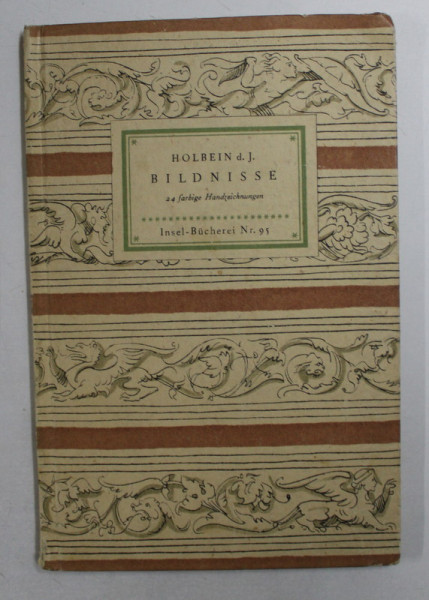 HOLBEIN d. J.
BILDNISSE
24 farbige Handzeichnungen
Insel-Bücherei Nr. 95